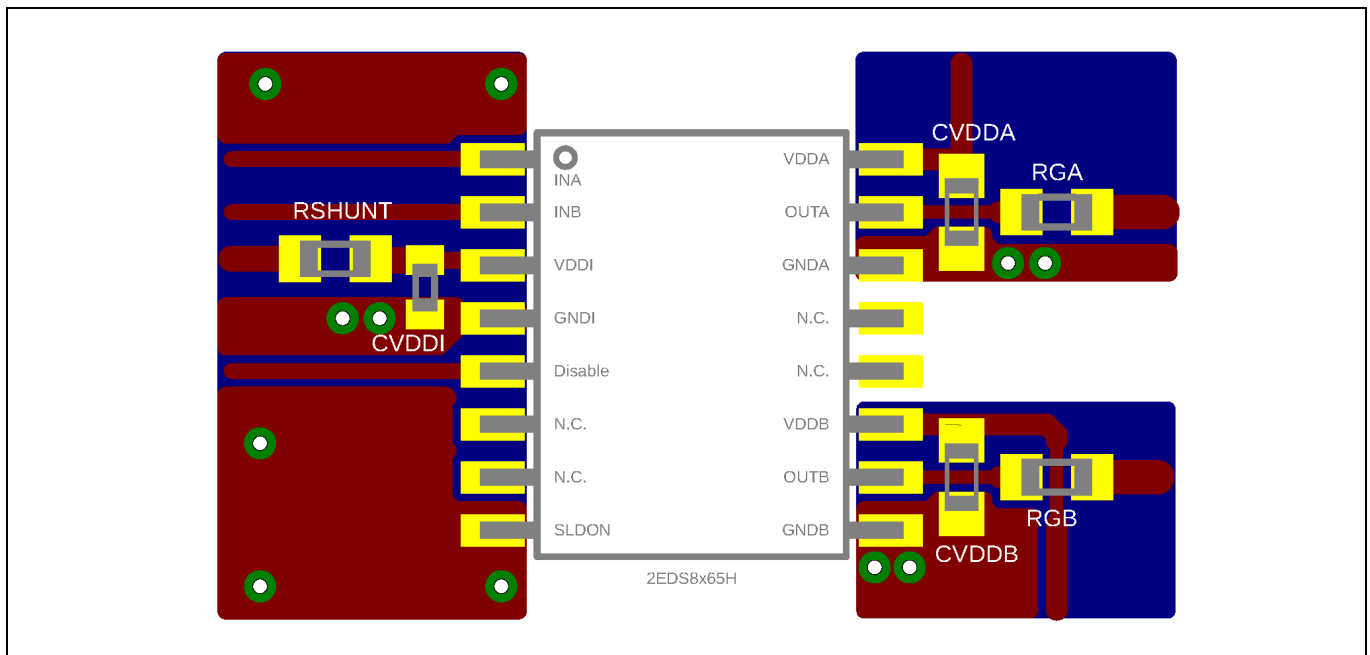 CVDDA
RGA
INA
VDDA
RSHUNT
INB
OUTA
VDDI
GNDA
GNDI
N.C.
CVDDI
Disable
N.C.
N.C.
VDDB
N.C.
OUTB
RGB
SLDON
GNDB
CVDDB
2EDS8x65H